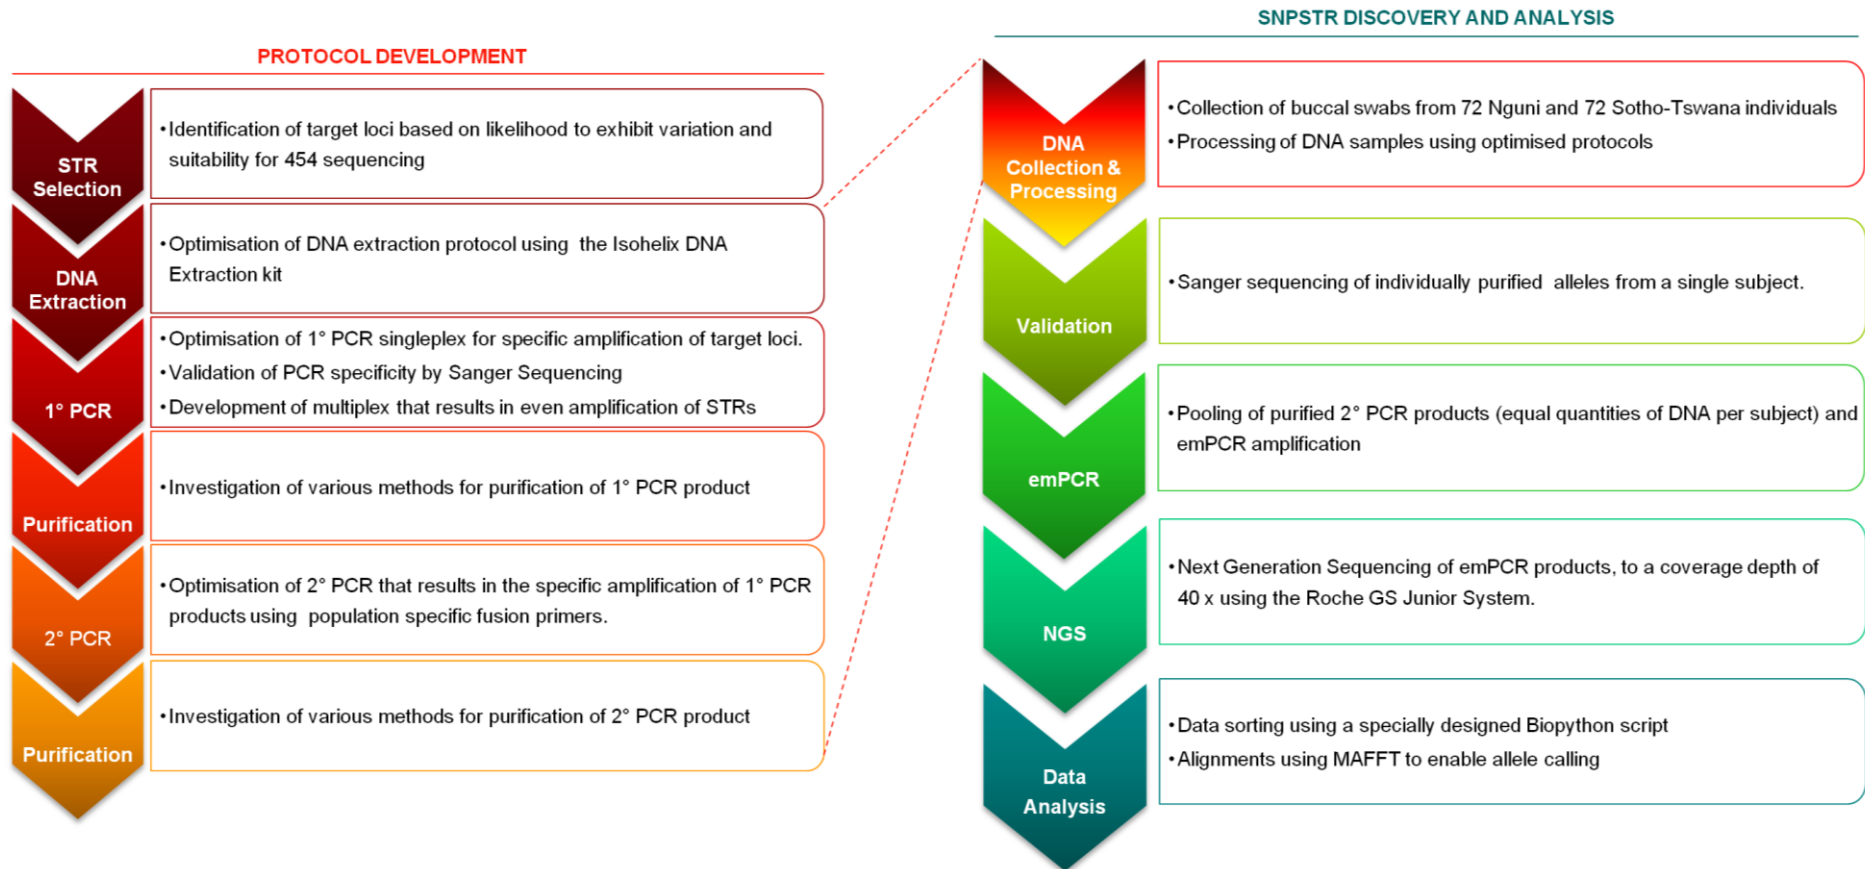 PROTOCOL DEVELOPMENT
STR
Selection
•Identification of target loci based on likelihood to exhibit variation and
suitability for 454 sequencing
DNA
Extraction
•Optimisation of DNA extraction protocol using the Isohelix DNA
Extraction kit
1° PCR
•Optimisation of 1° PCR singleplex for specific amplification of target loci.
•Validation of PCR specificity by Sanger Sequencing
•Development of multiplex that results in even amplification of STRs
Purification
•Investigation of various methods for purification of 1° PCR product
2° PCR
•Optimisation of 2° PCR that results in the specific amplification of 1° PCR
products using population specific fusion primers.
Purification
•Investigation of various methods for purification of 2° PCR product
SNPSTR DISCOVERY AND ANALYSIS
DNA
Collection &
Processing
•Collection of buccal swabs from 72 Nguni and 72 Sotho-Tswana individuals
•Processing of DNA samples using optimised protocols
Validation
•Sanger sequencing of individually purified alleles from a single subject.
emPCR
•Pooling of purified 2° PCR products (equal quantities of DNA per subject) and
emPCR amplification
NGS
•Next Generation Sequencing of emPCR products, to a coverage depth of
40 x using the Roche GS Junior System.
Data
Analysis
•Data sorting using a specially designed Biopython script
•Alignments using MAFFT to enable allele calling